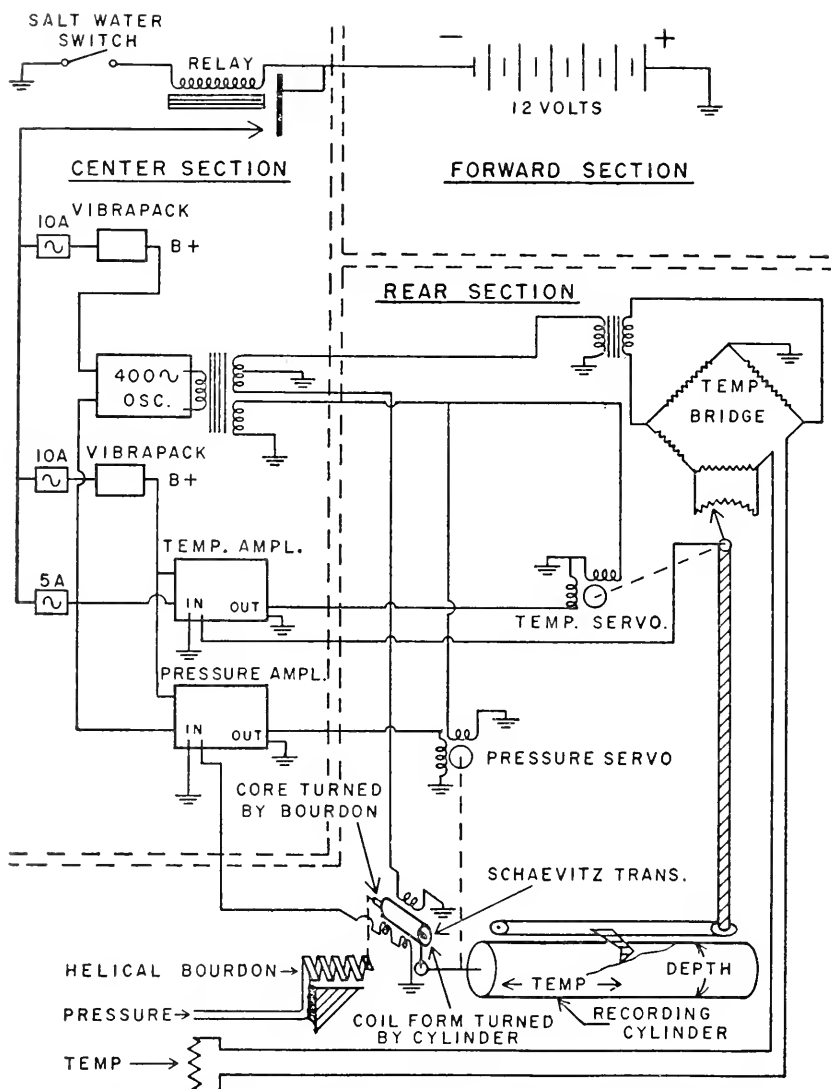 SALT WATER
SWITCH
RELAY
−
+
12 VOLTS
CENTER SECTION
FORWARD SECTION
VIBRAPACK
10A
B+
REAR SECTION
400~
OSC.
TEMP
BRIDGE
VIBRAPACK
10A
B+
TEMP. AMPL.
5A
IN
OUT
TEMP. SERVO.
PRESSURE AMPL.
IN
OUT
PRESSURE SERVO
CORE TURNED
BY BOURDON
SCHAEVITZ TRANS.
HELICAL BOURDON
TEMP
DEPTH
PRESSURE
COIL FORM TURNED
BY CYLINDER
RECORDING
CYLINDER
TEMP